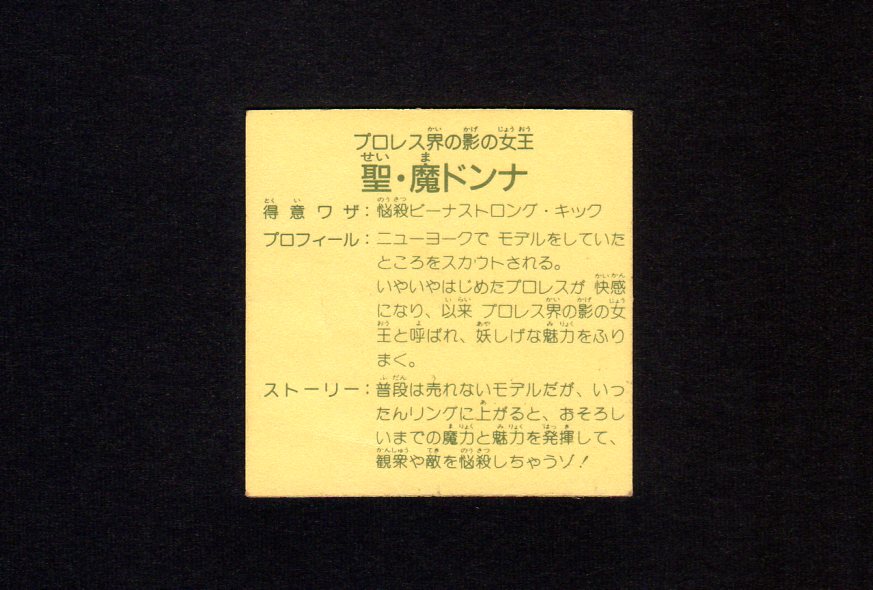 プロレス界の影の女王
聖・魔ドンナ
得意ワザ:悩殺ビーナストロング・キック
プロフィール:ニューヨークで モデルをしていた
ところをスカウトされる。
いやいやはじめたプロレスが 快感
になり、以来 プロレス界の影の女
王と呼ばれ、妖しげな魅力をふり
まく。
ストーリー:普段は売れないモデルだが、いっ
たんリングに上がると、おそろし
いまでの魔力と魅力を発揮して、
観衆や敵を悩殺しちゃうゾ!